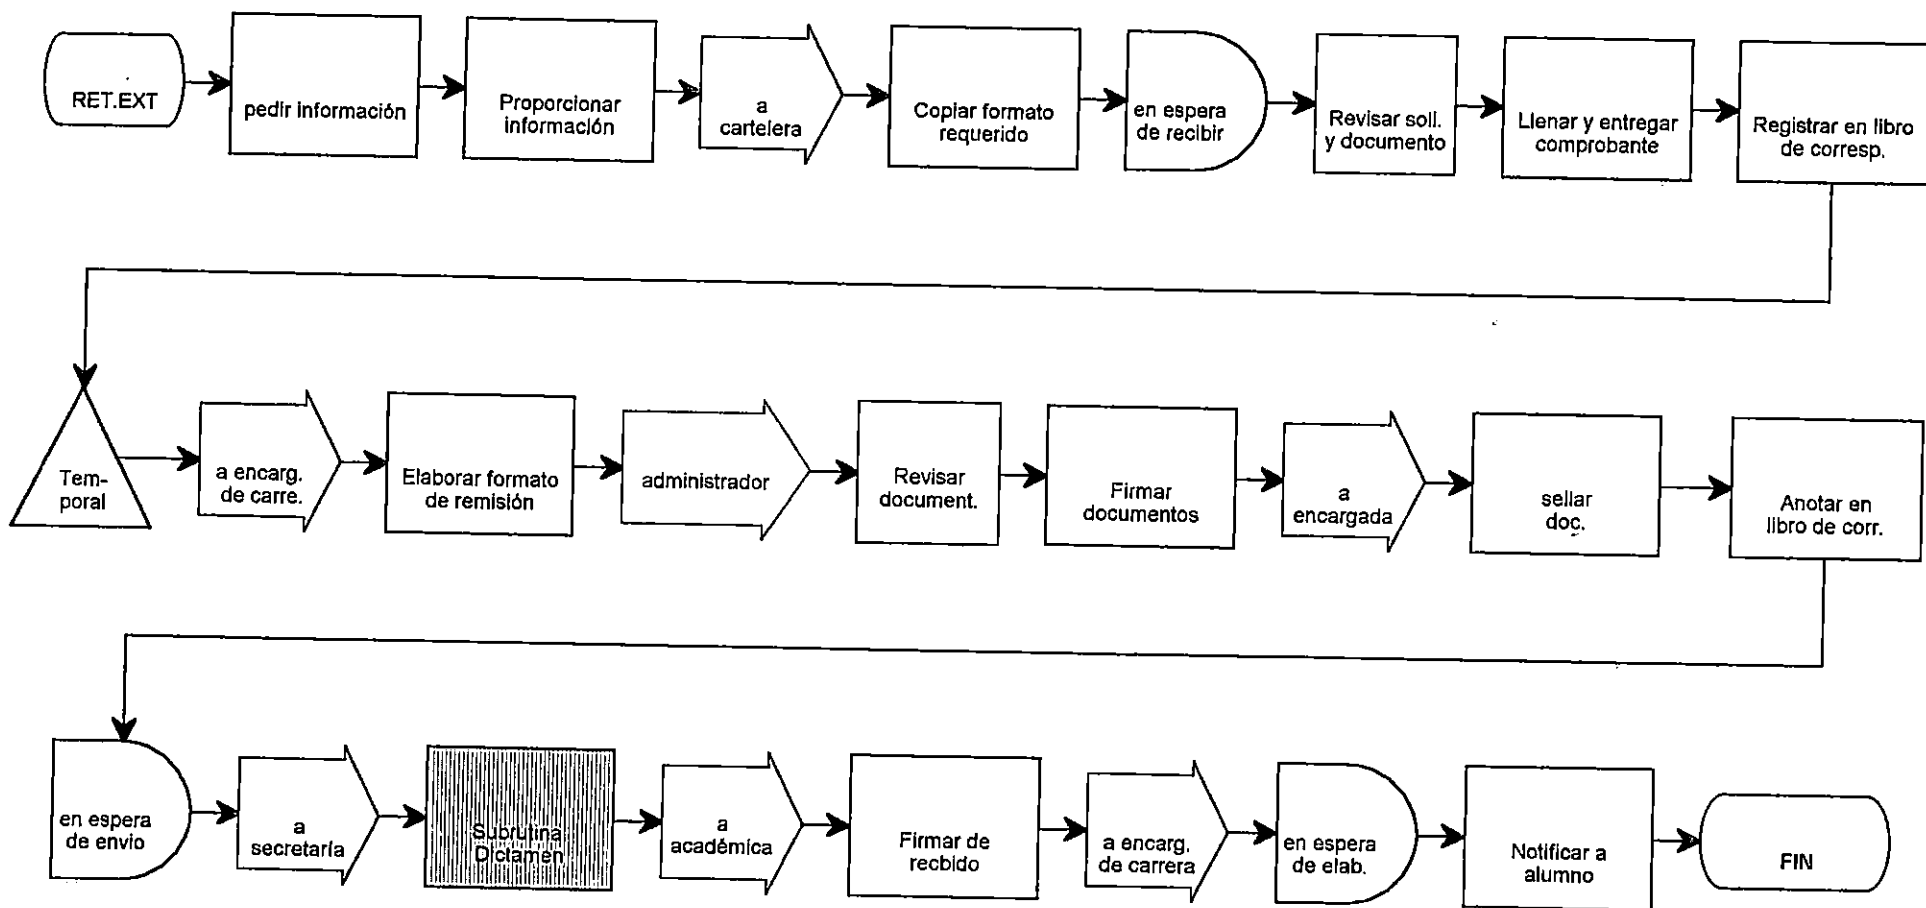 RET.EXT
pedir información
Proporcionar
información
a
cartelera
Copiar formato
requerido
en espera
de recibir
Revisar soli.
y documento
Llenar y entregar
comprobante
Registrar en libro
de corresp.
Tem-
poral
a encarg.
de carre.
Elaborar formato
de remisión
administrador
Revisar
document.
Firmar
documentos
a
encargada
sellar
doc.
Anotar en
libro de corr.
en espera
de envio
a
secretaría
Subrutina
Dictamen
a
académica
Firmar de
recbido
a encarg.
de carrera
en espera
de elab.
Notificar a
alumno
FIN